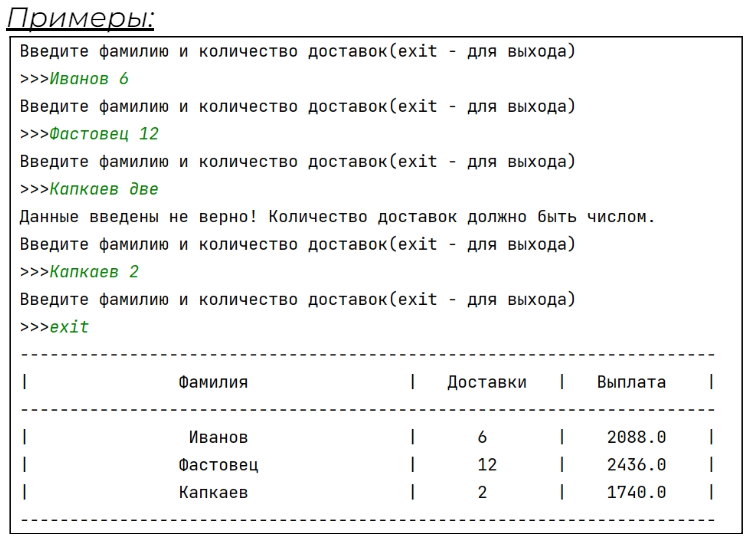 Примеры:
Введите фамилию и количество доставок(exit - для выхода)
>>>Иванов 6
Введите фамилию и количество доставок(exit - для выхода)
>>>Фастовец 12
Введите фамилию и количество доставок(exit - для выхода)
>>>Капкаев две
Данные введены не верно! Количество доставок должно быть числом.
Введите фамилию и количество доставок(exit - для выхода)
>>>Капкаев 2
Введите фамилию и количество доставок(exit - для выхода)
>>>exit
----------------------------------------------------------------------
| Фамилия | Доставки | Выплата |
----------------------------------------------------------------------
| Иванов | 6 | 2088.0 |
| Фастовец | 12 | 2436.0 |
| Капкаев | 2 | 1740.0 |
----------------------------------------------------------------------